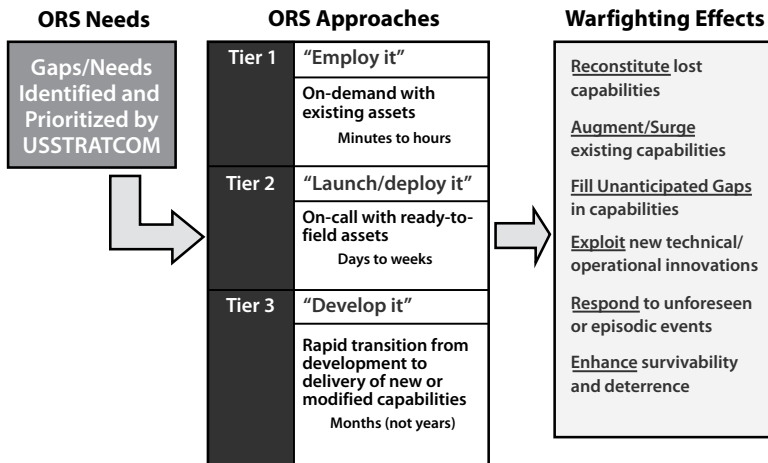 ORS Needs
Gaps/Needs
Identified and
Prioritized by
USSTRATCOM
ORS Approaches
Tier 1
"Employ it"
On-demand with
existing assets
Minutes to hours
Tier 2
"Launch/deploy it"
On-call with ready-to-
field assets
Days to weeks
Tier 3
"Develop it"
Rapid transition from
development to
delivery of new or
modified capabilities
Months (not years)
Warfighting Effects
Reconstitute lost
capabilities
Augment/Surge
existing capabilities
Fill Unanticipated Gaps
in capabilities
Exploit new technical/
operational innovations
Respond to unforeseen
or episodic events
Enhance survivability
and deterrence